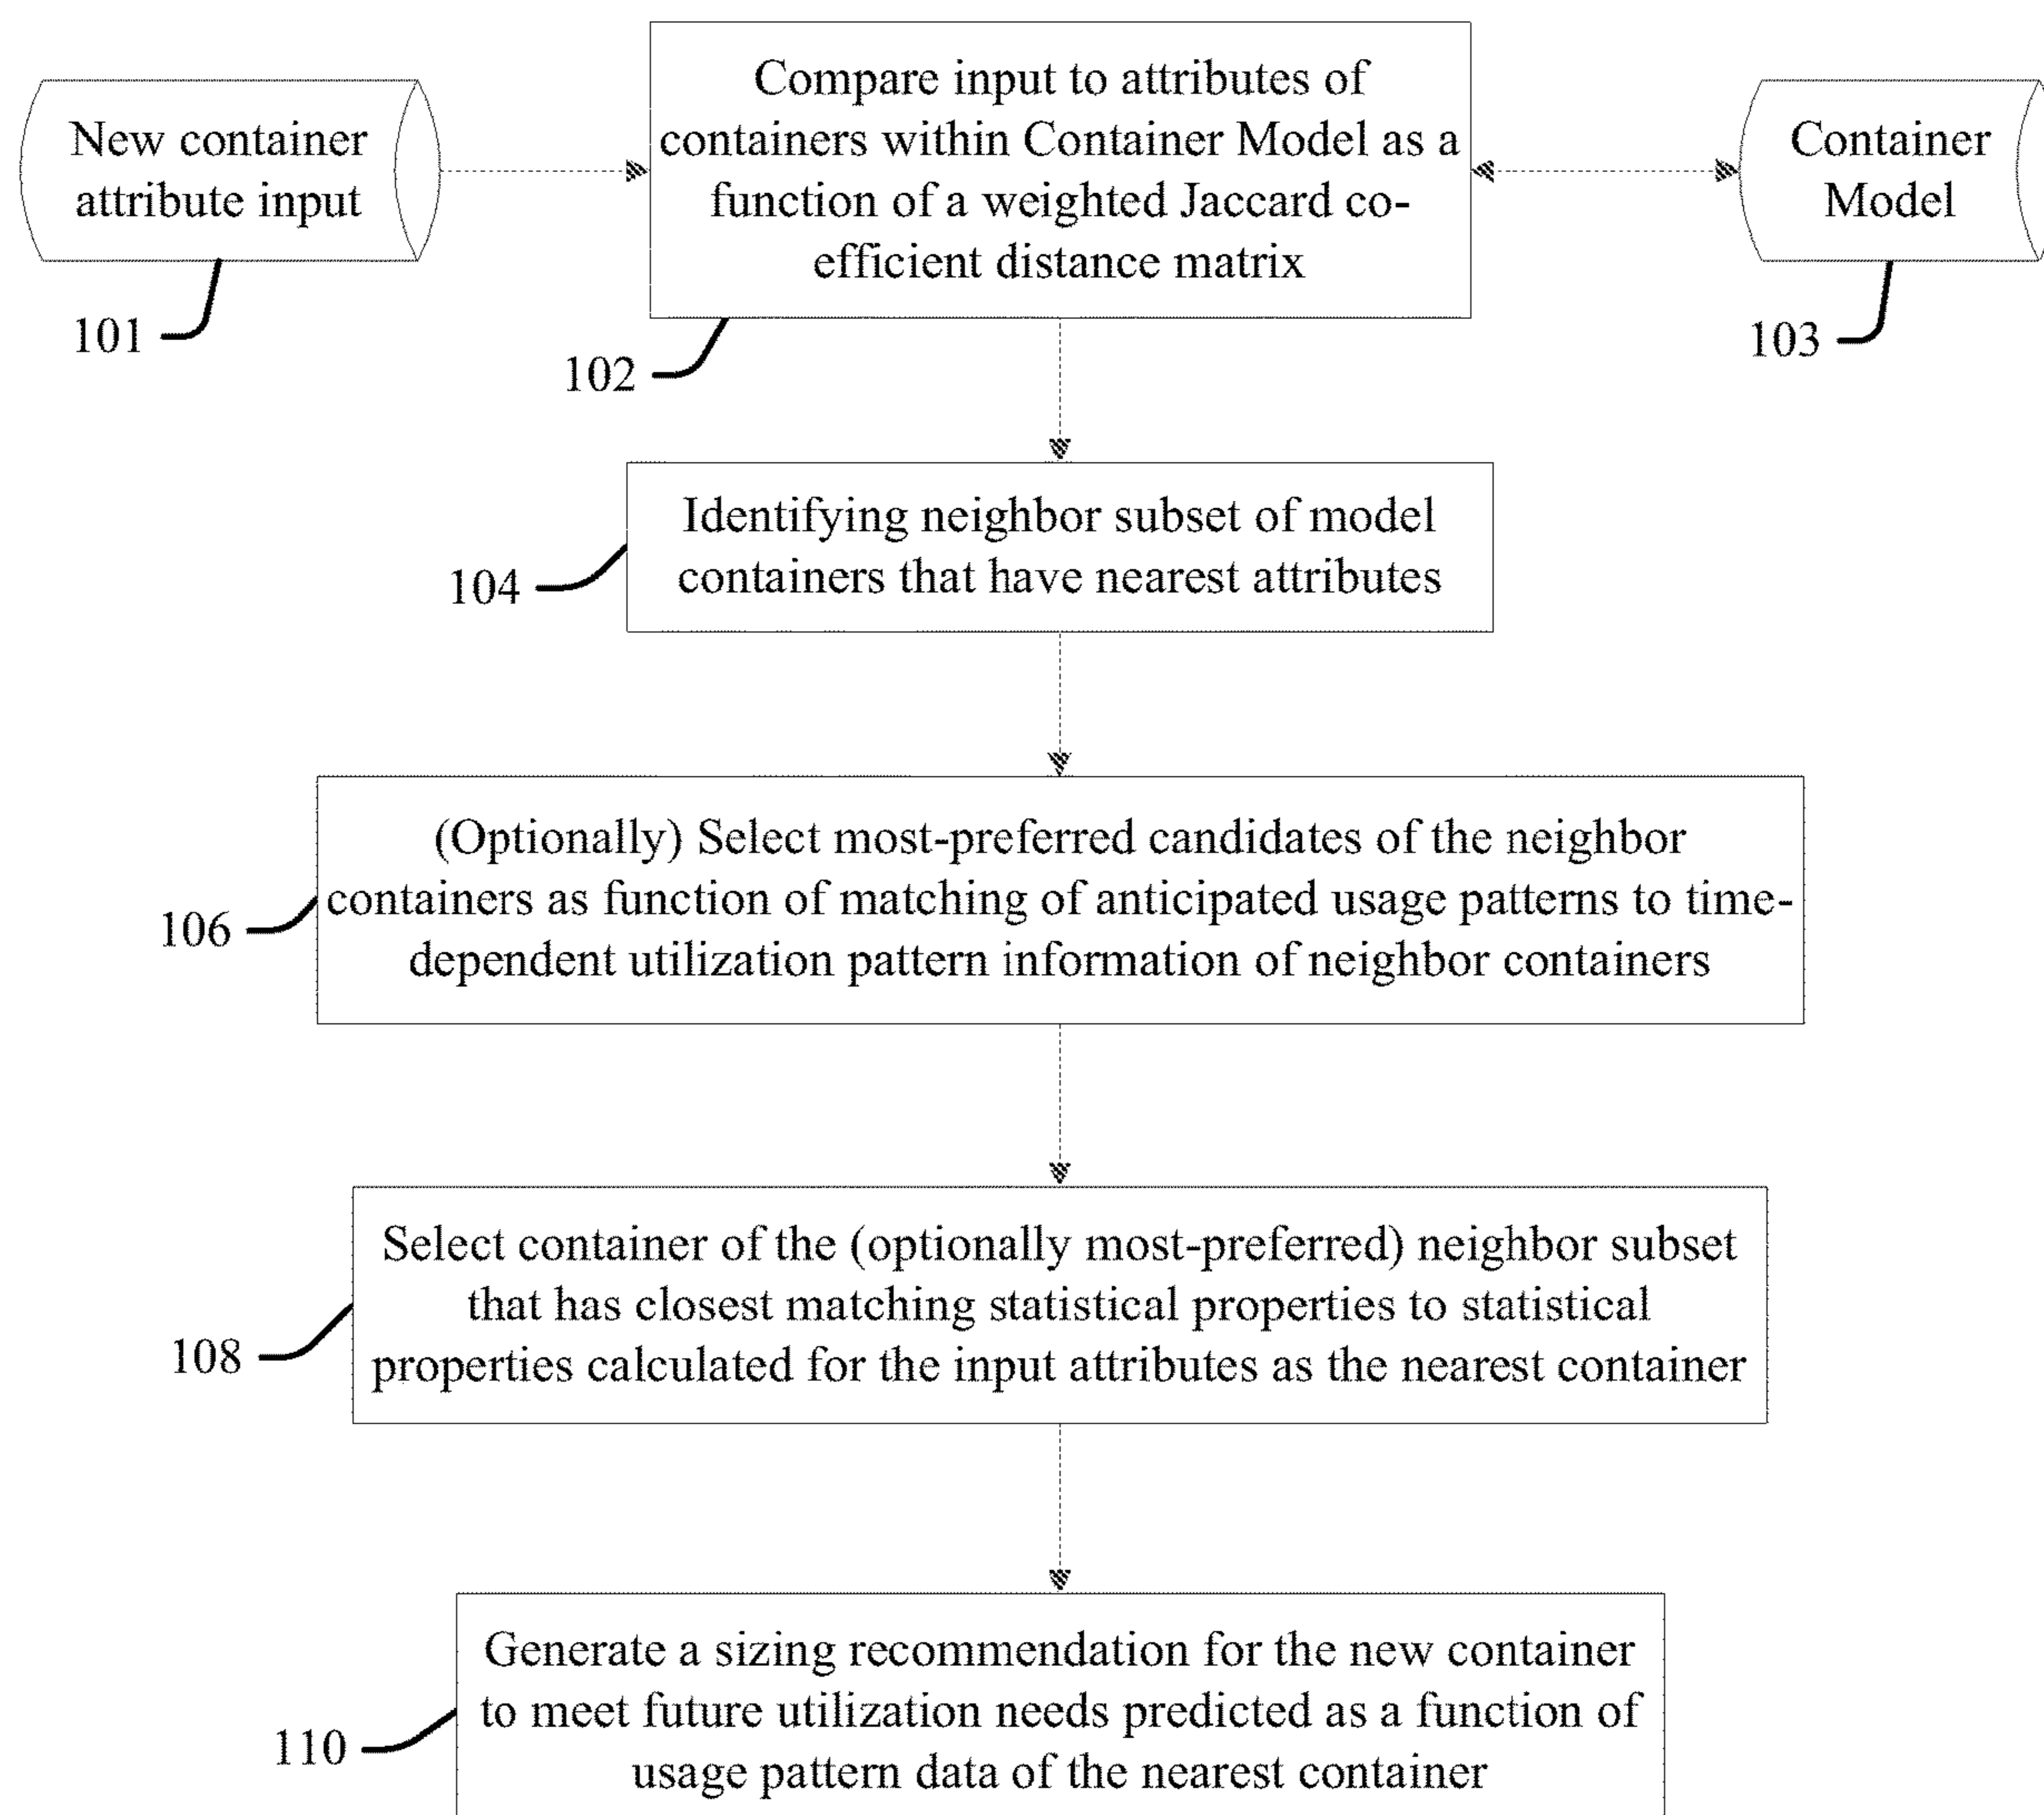 New container
attribute input
101
Compare input to attributes of
containers within Container Model as a
function of a weighted Jaccard co-
efficient distance matrix
102
Container
Model
103
Identifying neighbor subset of model
containers that have nearest attributes
104
(Optionally) Select most-preferred candidates of the neighbor
containers as function of matching of anticipated usage patterns to time-
dependent utilization pattern information of neighbor containers
106
Select container of the (optionally most-preferred) neighbor subset
that has closest matching statistical properties to statistical
properties calculated for the input attributes as the nearest container
108
Generate a sizing recommendation for the new container
to meet future utilization needs predicted as a function of
usage pattern data of the nearest container
110